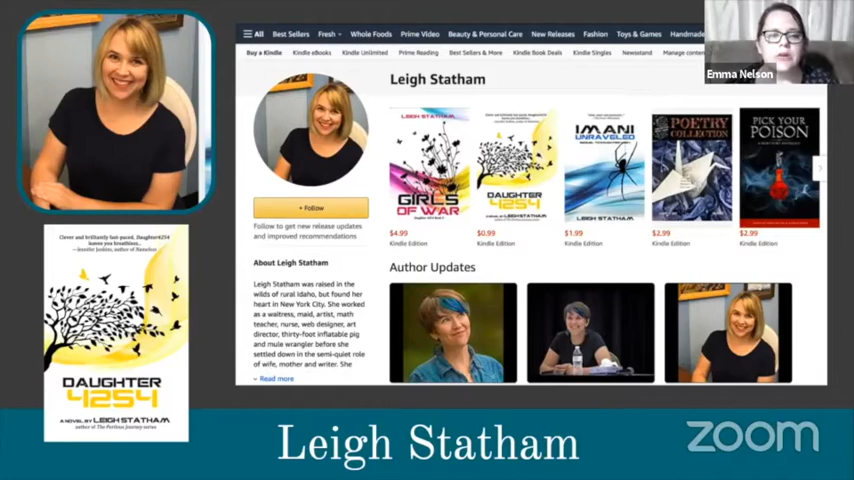 All Best Sellers Fresh Whole Foods Prime Video Beauty & Personal Care New Releases Fashion Toys & Games Handmade
Buy a Kindle Kindle eBooks Kindle Unlimited Prime Reading Best Sellers & More Kindle Book Deals Kindle Singles Newsstand Manage conten
Emma Nelson
Leigh Statham
LEIGH STATHAM
GIRLS
OF WAR
DAUGHTER
4254
IMANI
UNRAVELED
LEIGH STATHAM
POETRY
COLLECTION
PICK YOUR
POISON
$4.99
Kindle Edition
$0.99
Kindle Edition
$1.99
Kindle Edition
$2.99
Kindle Edition
$2.99
Kindle Edition
+ Follow
Follow to get new release updates
and improved recommendations
About Leigh Statham
Leigh Statham was raised in the
wilds of rural Idaho, but found her
heart in New York City. She worked
as a waitress, maid, artist, math
teacher, nurse, web designer, art
director, thirty-foot inflatable pig
and mule wrangler before she
settled down in the semi-quiet role
of wife, mother and writer. She
Read more
Author Updates
Clever and brilliantly fast-paced, Daughter4254
leaves you breathless.
—Jennifer Jenkins, author of Nameless
DAUGHTER
4254
A NOVEL BY LEIGH STATHAM
author of The Perilous Journey series
Leigh Statham
zoom